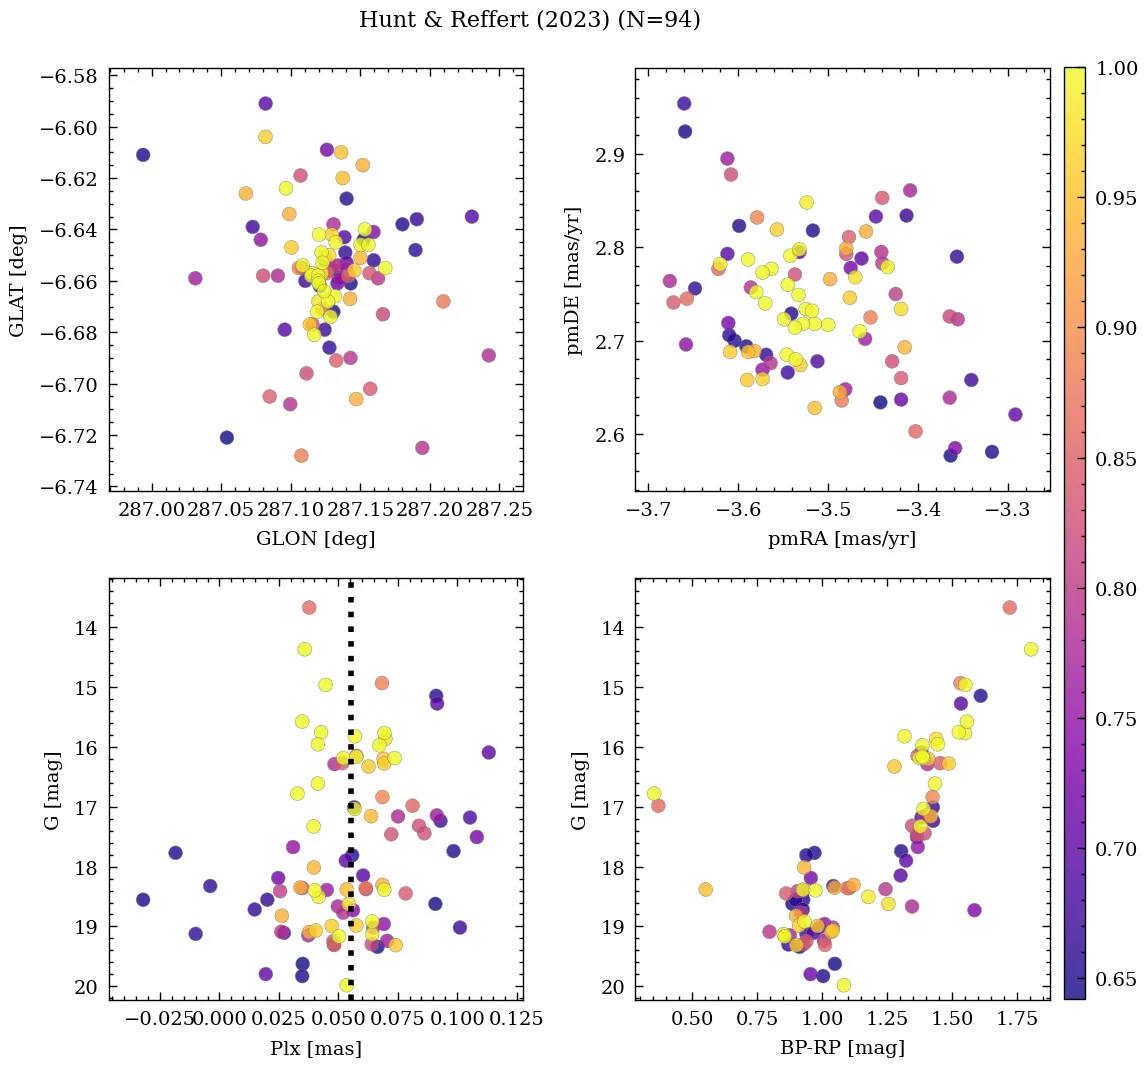 Hunt & Reffert (2023) (N=94)
−6.58
−6.60
−6.62
−6.64
−6.66
−6.68
−6.70
−6.72
−6.74
GLAT [deg]
287.00 287.05 287.10 287.15 287.20 287.25
GLON [deg]
2.9
2.8
2.7
2.6
pmDE [mas/yr]
−3.7 −3.6 −3.5 −3.4 −3.3
pmRA [mas/yr]
14
15
16
17
18
19
20
G [mag]
−0.025 0.000 0.025 0.050 0.075 0.100 0.125
Plx [mas]
14
15
16
17
18
19
20
G [mag]
0.50 0.75 1.00 1.25 1.50 1.75
BP-RP [mag]
1.00
0.95
0.90
0.85
0.80
0.75
0.70
0.65